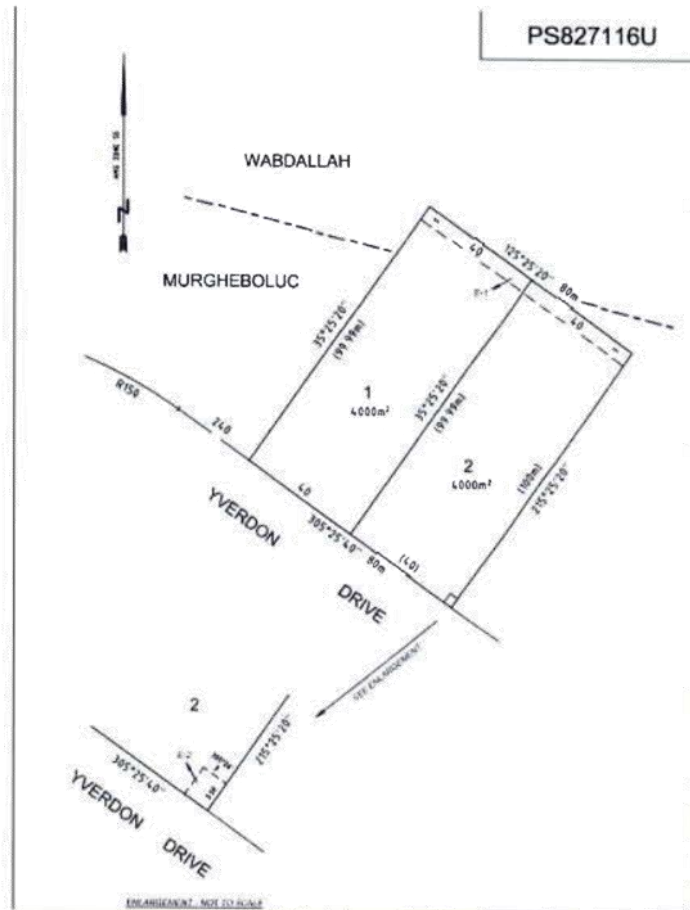 PS827116U
WABDALLAH
MURGHEBOLUC
125°25'20" 80m
40
E-1
40
35°25'20"
(99.99m)
35°25'20"
(99.99m)
1
4000m²
2
4000m²
(100m)
215°25'20"
R150
240
40
305°25'40" 80m
(40)
YVERDON DRIVE
SEE ENLARGEMENT
2
215°25'20"
E-2
305°25'40"
YVERDON DRIVE
ENLARGEMENT - NOT TO SCALE